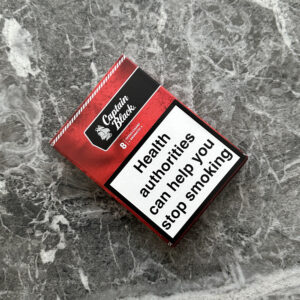 Captain
Black
8
Health
authorities
can help you
stop smoking